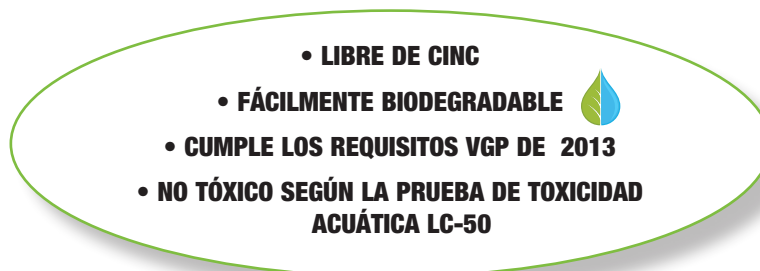 • LIBRE DE CINC
• FÁCILMENTE BIODEGRADABLE
• CUMPLE LOS REQUISITOS VGP DE 2013
• NO TÓXICO SEGÚN LA PRUEBA DE TOXICIDAD
ACUÁTICA LC-50